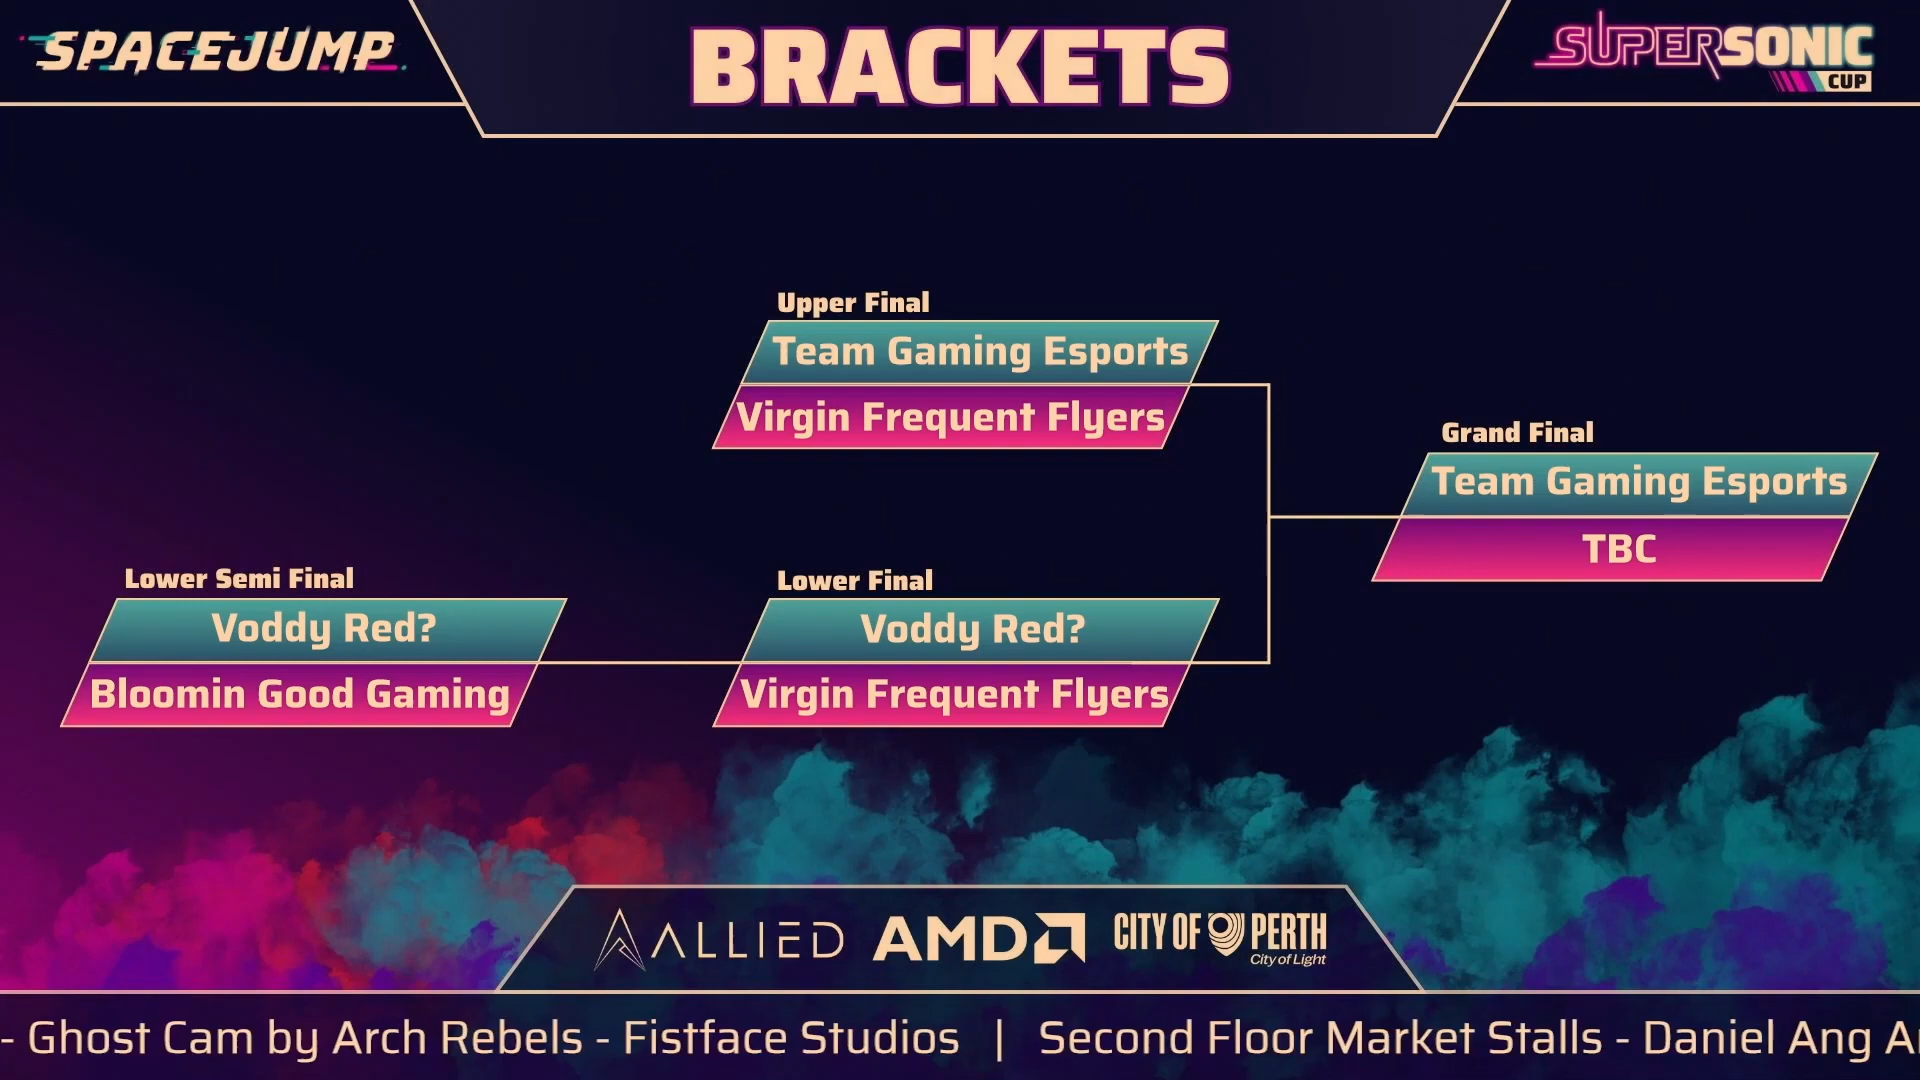 SPACEJUMP
BRACKETS
SUPERSONIC
CUP
Upper Final
Team Gaming Esports
Virgin Frequent Flyers
Grand Final
Team Gaming Esports
TBC
Lower Semi Final
Voddy Red?
Bloomin Good Gaming
Lower Final
Voddy Red?
Virgin Frequent Flyers
ALLIED
AMD
CITY OF PERTH
City of Light
- Ghost Cam by Arch Rebels - Fistface Studios | Second Floor Market Stalls - Daniel Ang